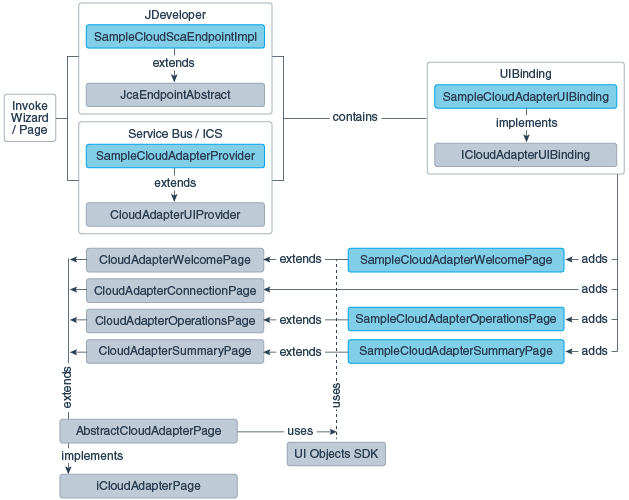 JDeveloper
SampleCloudScaEndpointImpl
extends
JcaEndpointAbstract
Invoke
Wizard
/ Page
contains
UIBinding
SampleCloudAdapterUIBinding
implements
ICloudAdapterUIBinding
Service Bus / ICS
SampleCloudAdapterProvider
extends
CloudAdapterUIProvider
CloudAdapterWelcomePage
extends
SampleCloudAdapterWelcomePage
adds
CloudAdapterConnectionPage
adds
CloudAdapterOperationsPage
extends
SampleCloudAdapterOperationsPage
adds
CloudAdapterSummaryPage
extends
SampleCloudAdapterSummaryPage
adds
extends
uses
AbstractCloudAdapterPage
uses
UI Objects SDK
implements
iCloudAdapterPage